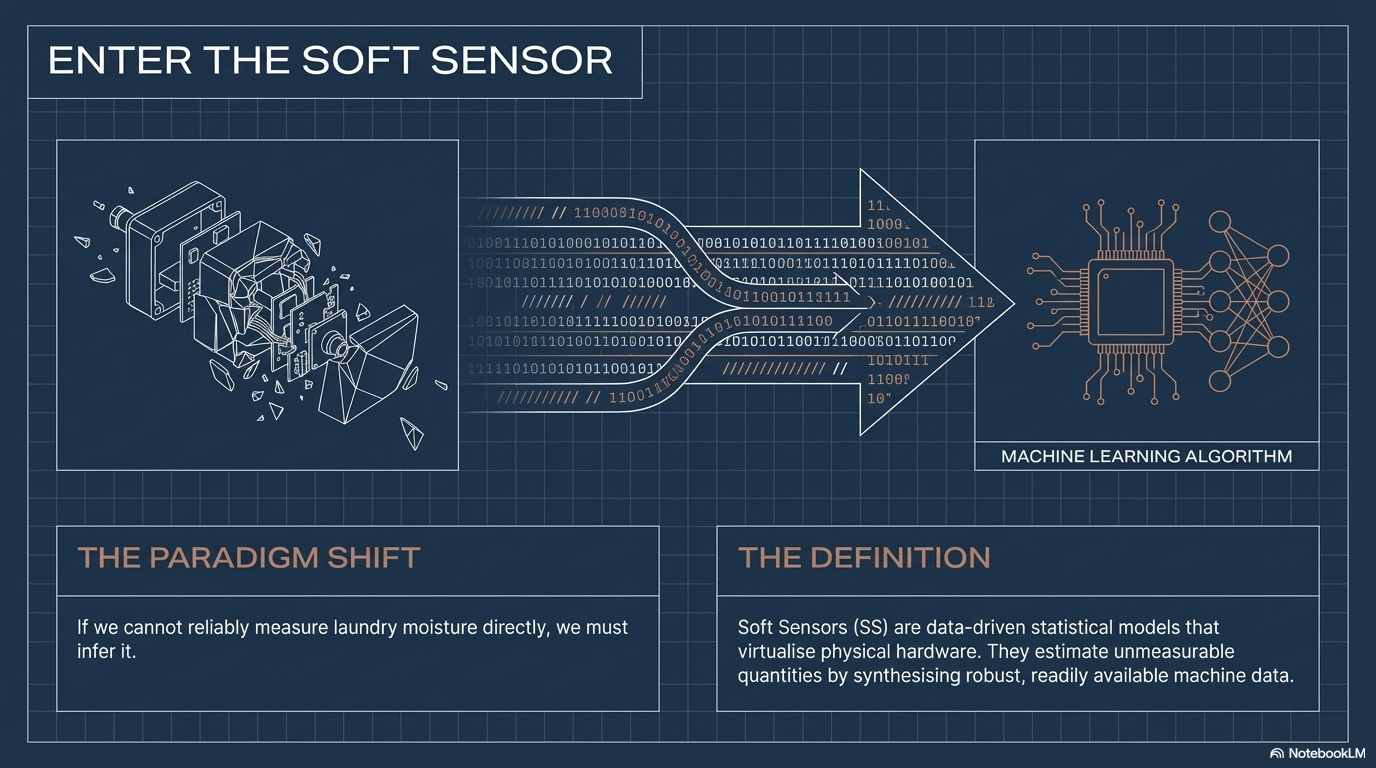 ENTER THE SOFT SENSOR
MACHINE LEARNING ALGORITHM
THE PARADIGM SHIFT
If we cannot reliably measure laundry moisture directly, we must
infer it.
THE DEFINITION
Soft Sensors (SS) are data-driven statistical models that
virtualise physical hardware. They estimate unmeasurable
quantities by synthesising robust, readily available machine data.
NotebookLM